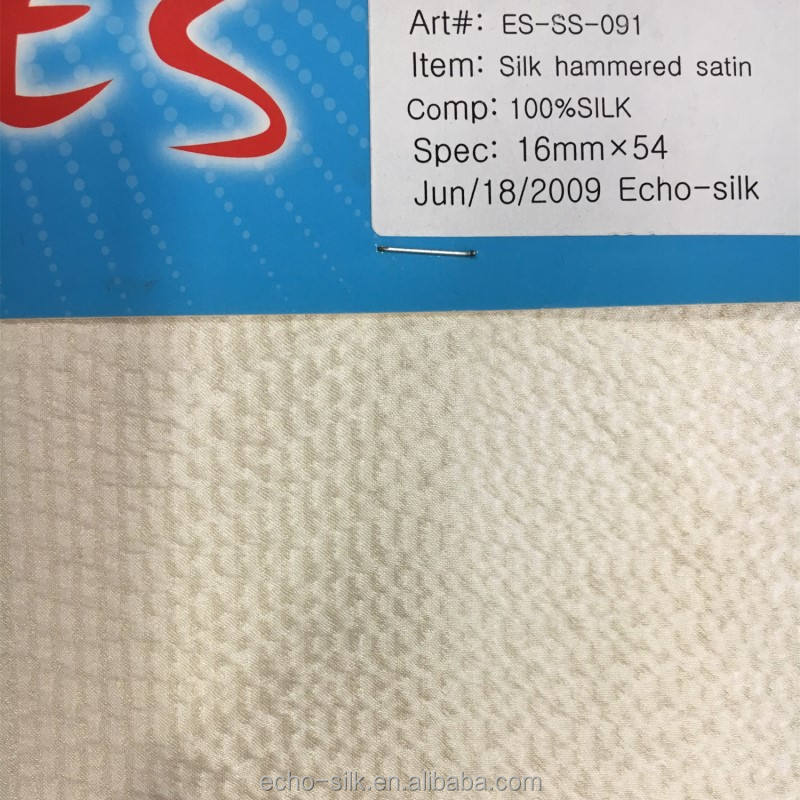 ES
Art#: ES-SS-091
Item: Silk hammered satin
Comp: 100%SILK
Spec: 16mm×54
Jun/18/2009 Echo-silk
echo-silk.en.alibaba.com